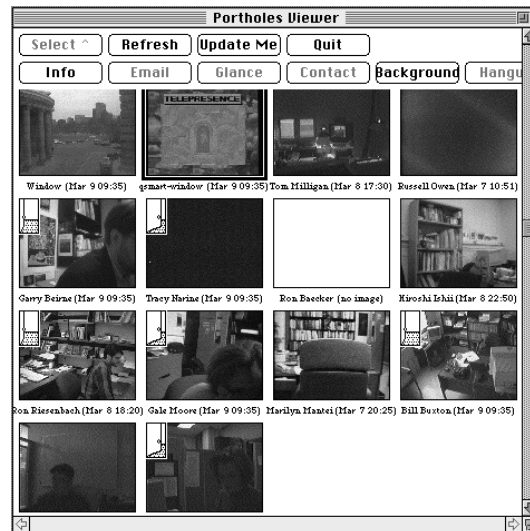 Portholes Viewer
Select ^ Refresh Update Me Quit
Info Email Glance Contact Background Hangu
TELEPRESENCE
Window (Mar 9 09:35) qsmart-window (Mar 9 09:35) Tom Milligan (Mar 8 17:30) Russell Owen (Mar 7 10:51)
Garry Beirne (Mar 9 09:35) Tracy Narine (Mar 9 09:35) Ron Baecker (no image) Hiroshi Ishii (Mar 8 22:50)
Ron Riesenbach (Mar 8 18:20) Gale Moore (Mar 9 09:35) Marilyn Mantei (Mar 7 20:25) Bill Buxton (Mar 9 09:35)